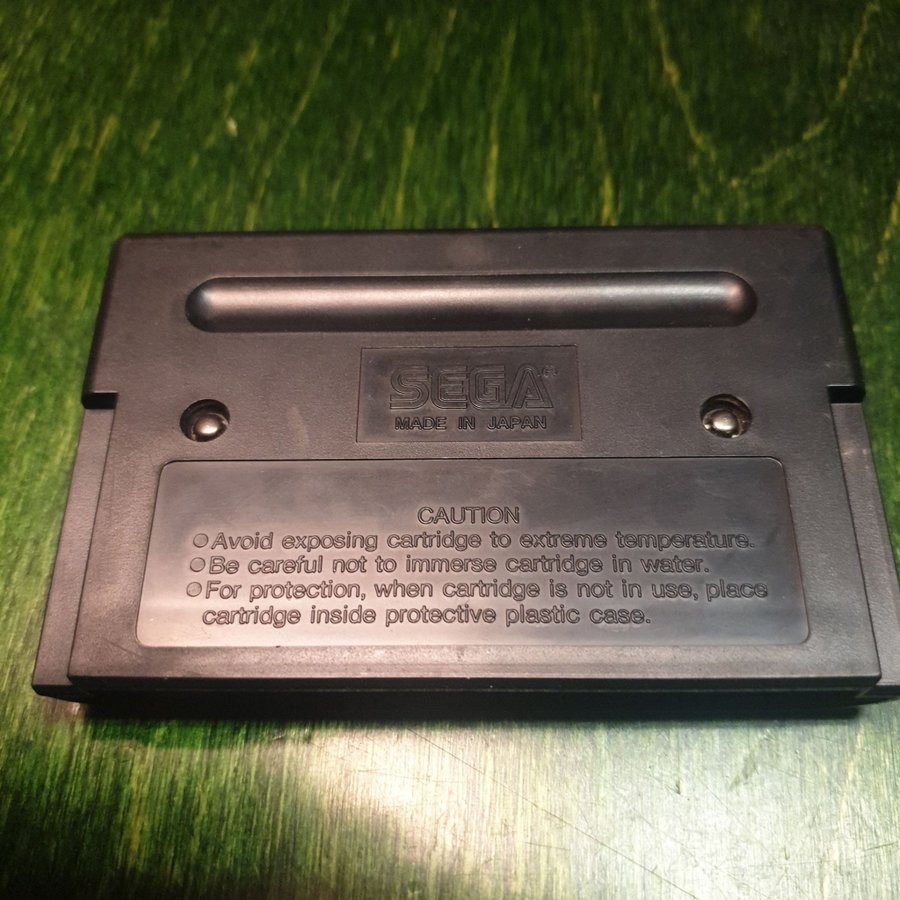 SEGA®
MADE IN JAPAN
CAUTION
●Avoid exposing cartridge to extreme temperature.
●Be careful not to immerse cartridge in water.
●For protection, when cartridge is not in use, place
cartridge inside protective plastic case.